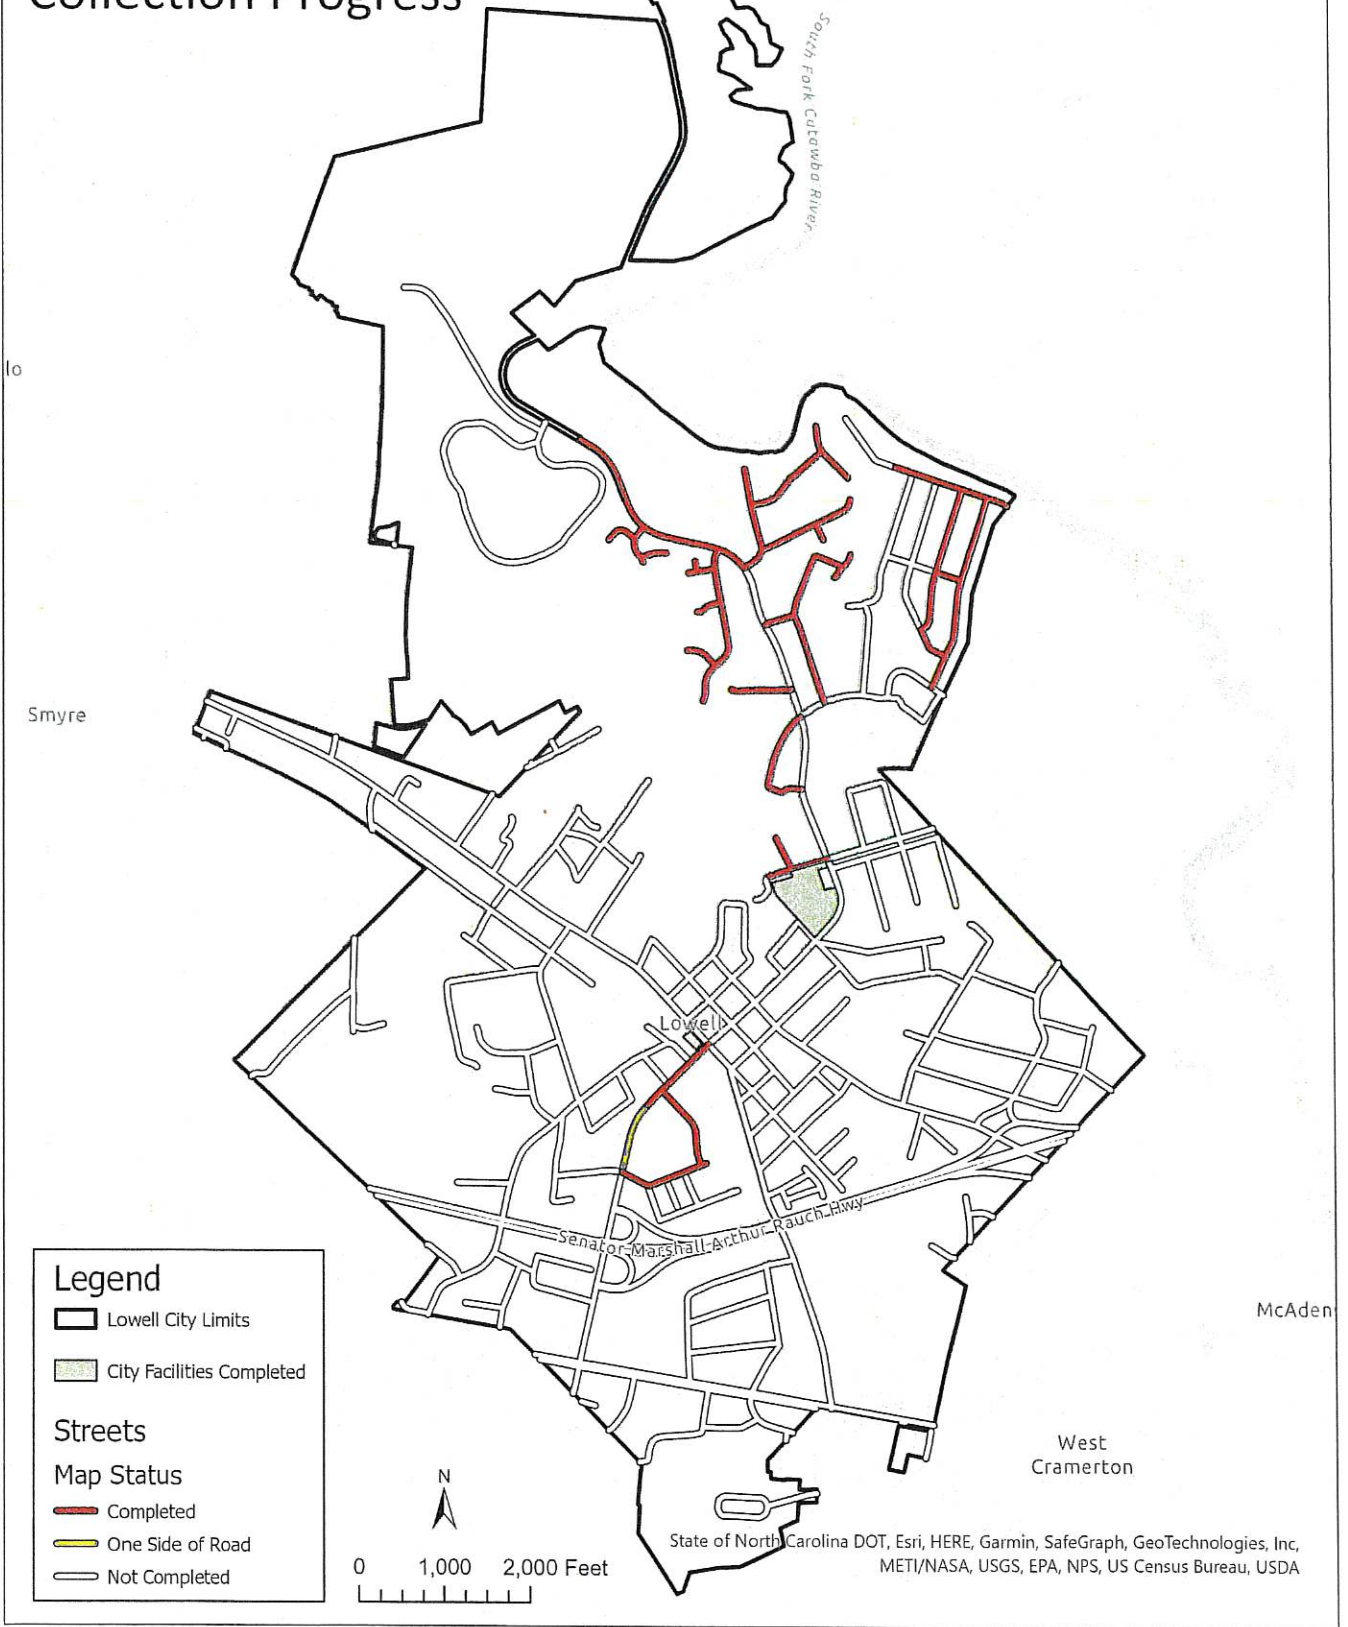 Collection Progress
South Fork Catawba River
lo
Smyre
Lowell
Senator Marshall Arthur Rauch Hwy
Legend
Lowell City Limits
City Facilities Completed
Streets
Map Status
Completed
One Side of Road
Not Completed
N
0 1,000 2,000 Feet
McAden
West
Cramerton
State of North Carolina DOT, Esri, HERE, Garmin, SafeGraph, GeoTechnologies, Inc,
METI/NASA, USGS, EPA, NPS, US Census Bureau, USDA